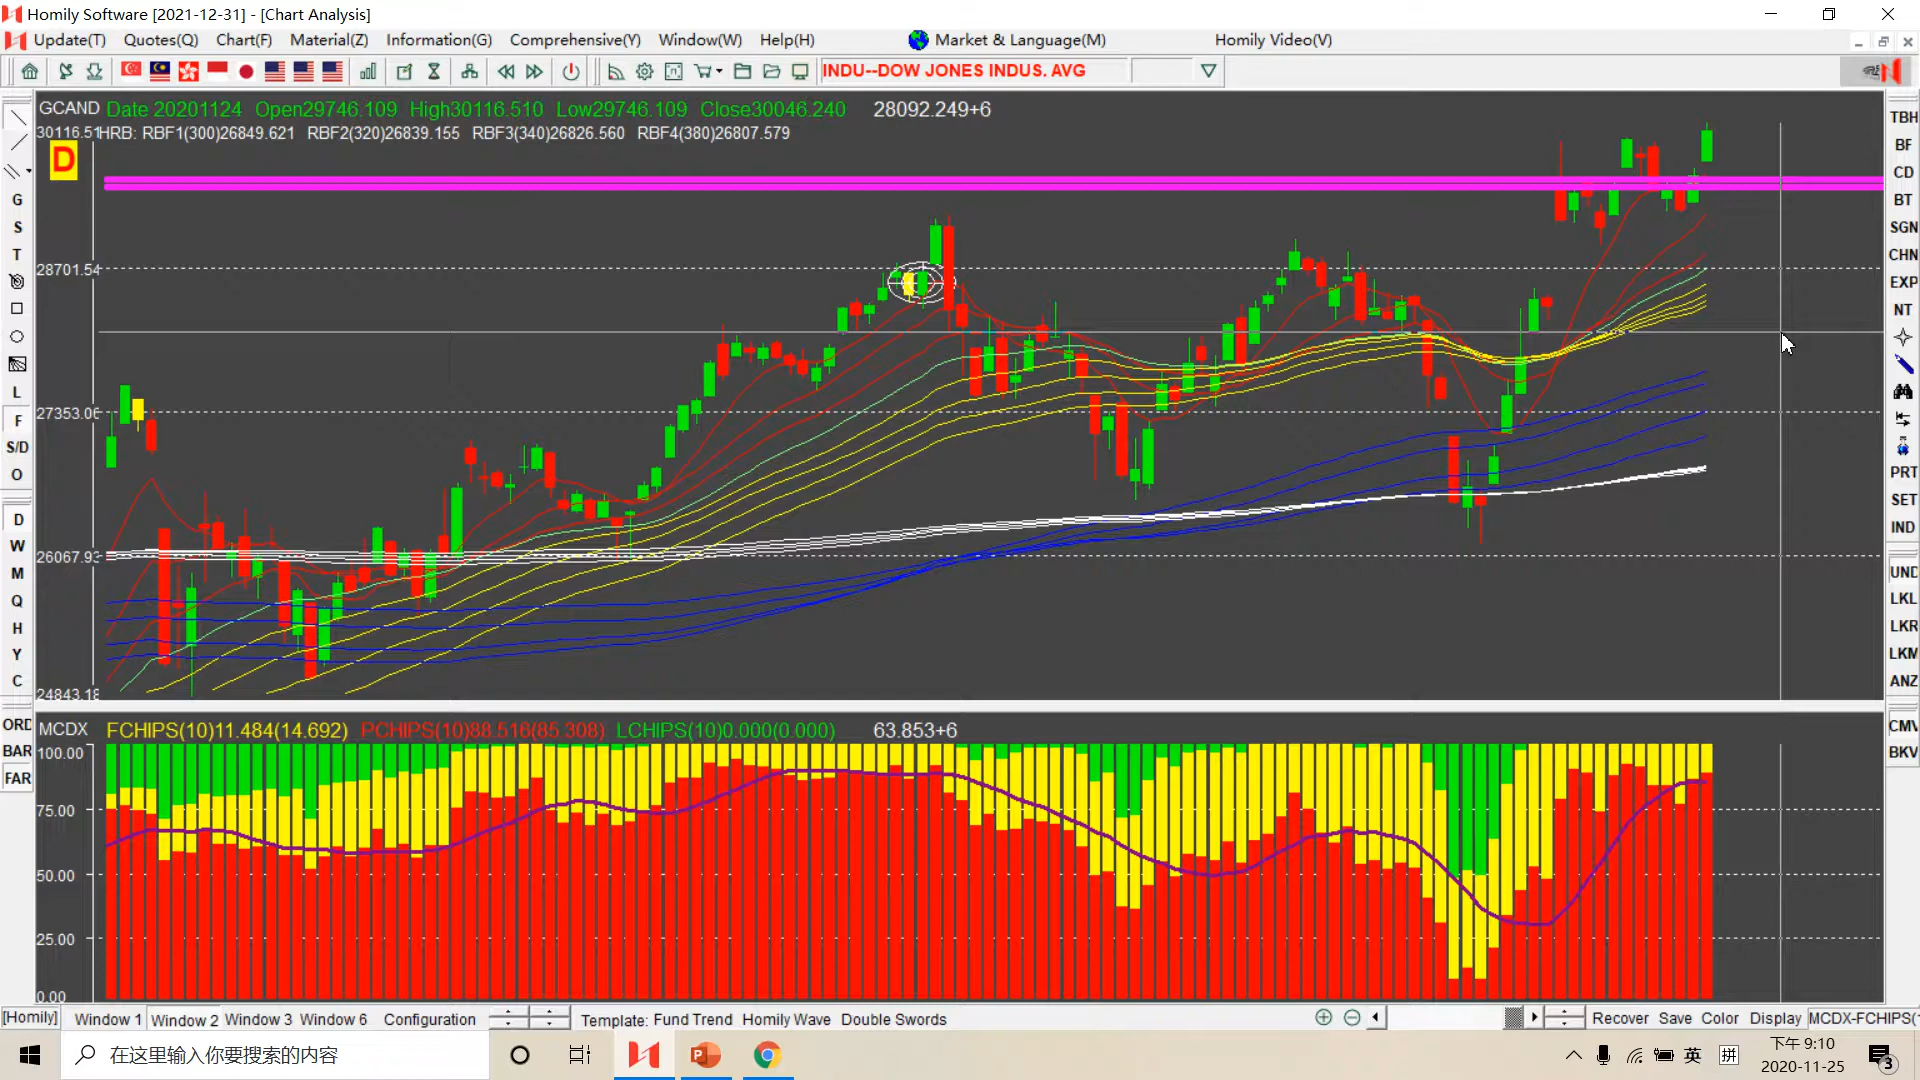 Homily Software [2021-12-31] - [Chart Analysis]
Update(T) Quotes(Q) Chart(F) Material(Z) Information(G) Comprehensive(Y) Window(W) Help(H) Market & Language(M) Homily Video(V)
INDU--DOW JONES INDUS. AVG
GCAND Date 20201124 Open29746.109 High30116.510 Low29746.109 Close30046.240 28092.249+6
30116.51HRB: RBF1(300)26849.621 RBF2(320)26839.155 RBF3(340)26826.560 RBF4(380)26807.579
D
28701.54
27353.06
26067.93
24843.18
MCDX FCHIPS(10)11.484(14.692) PCHIPS(10)88.516(85.308) LCHIPS(10)0.000(0.000) 63.853+6
100.00
75.00
50.00
25.00
0.00
G
S
T
L
F
S/D
O
D
W
M
Q
H
Y
C
ORD
BAR
FAR
TBH
BF
CD
BT
SGN
CHN
EXP
NT
PRT
SET
IND
UND
LKL
LKR
LKM
ANZ
CMV
BKV
[Homily] Window 1 Window 2 Window 3 Window 6 Configuration Template: Fund Trend Homily Wave Double Swords Recover Save Color Display MCDX-FCHIPS(
在这里输入你要搜索的内容
英 拼
下午 9:10
2020-11-25
3